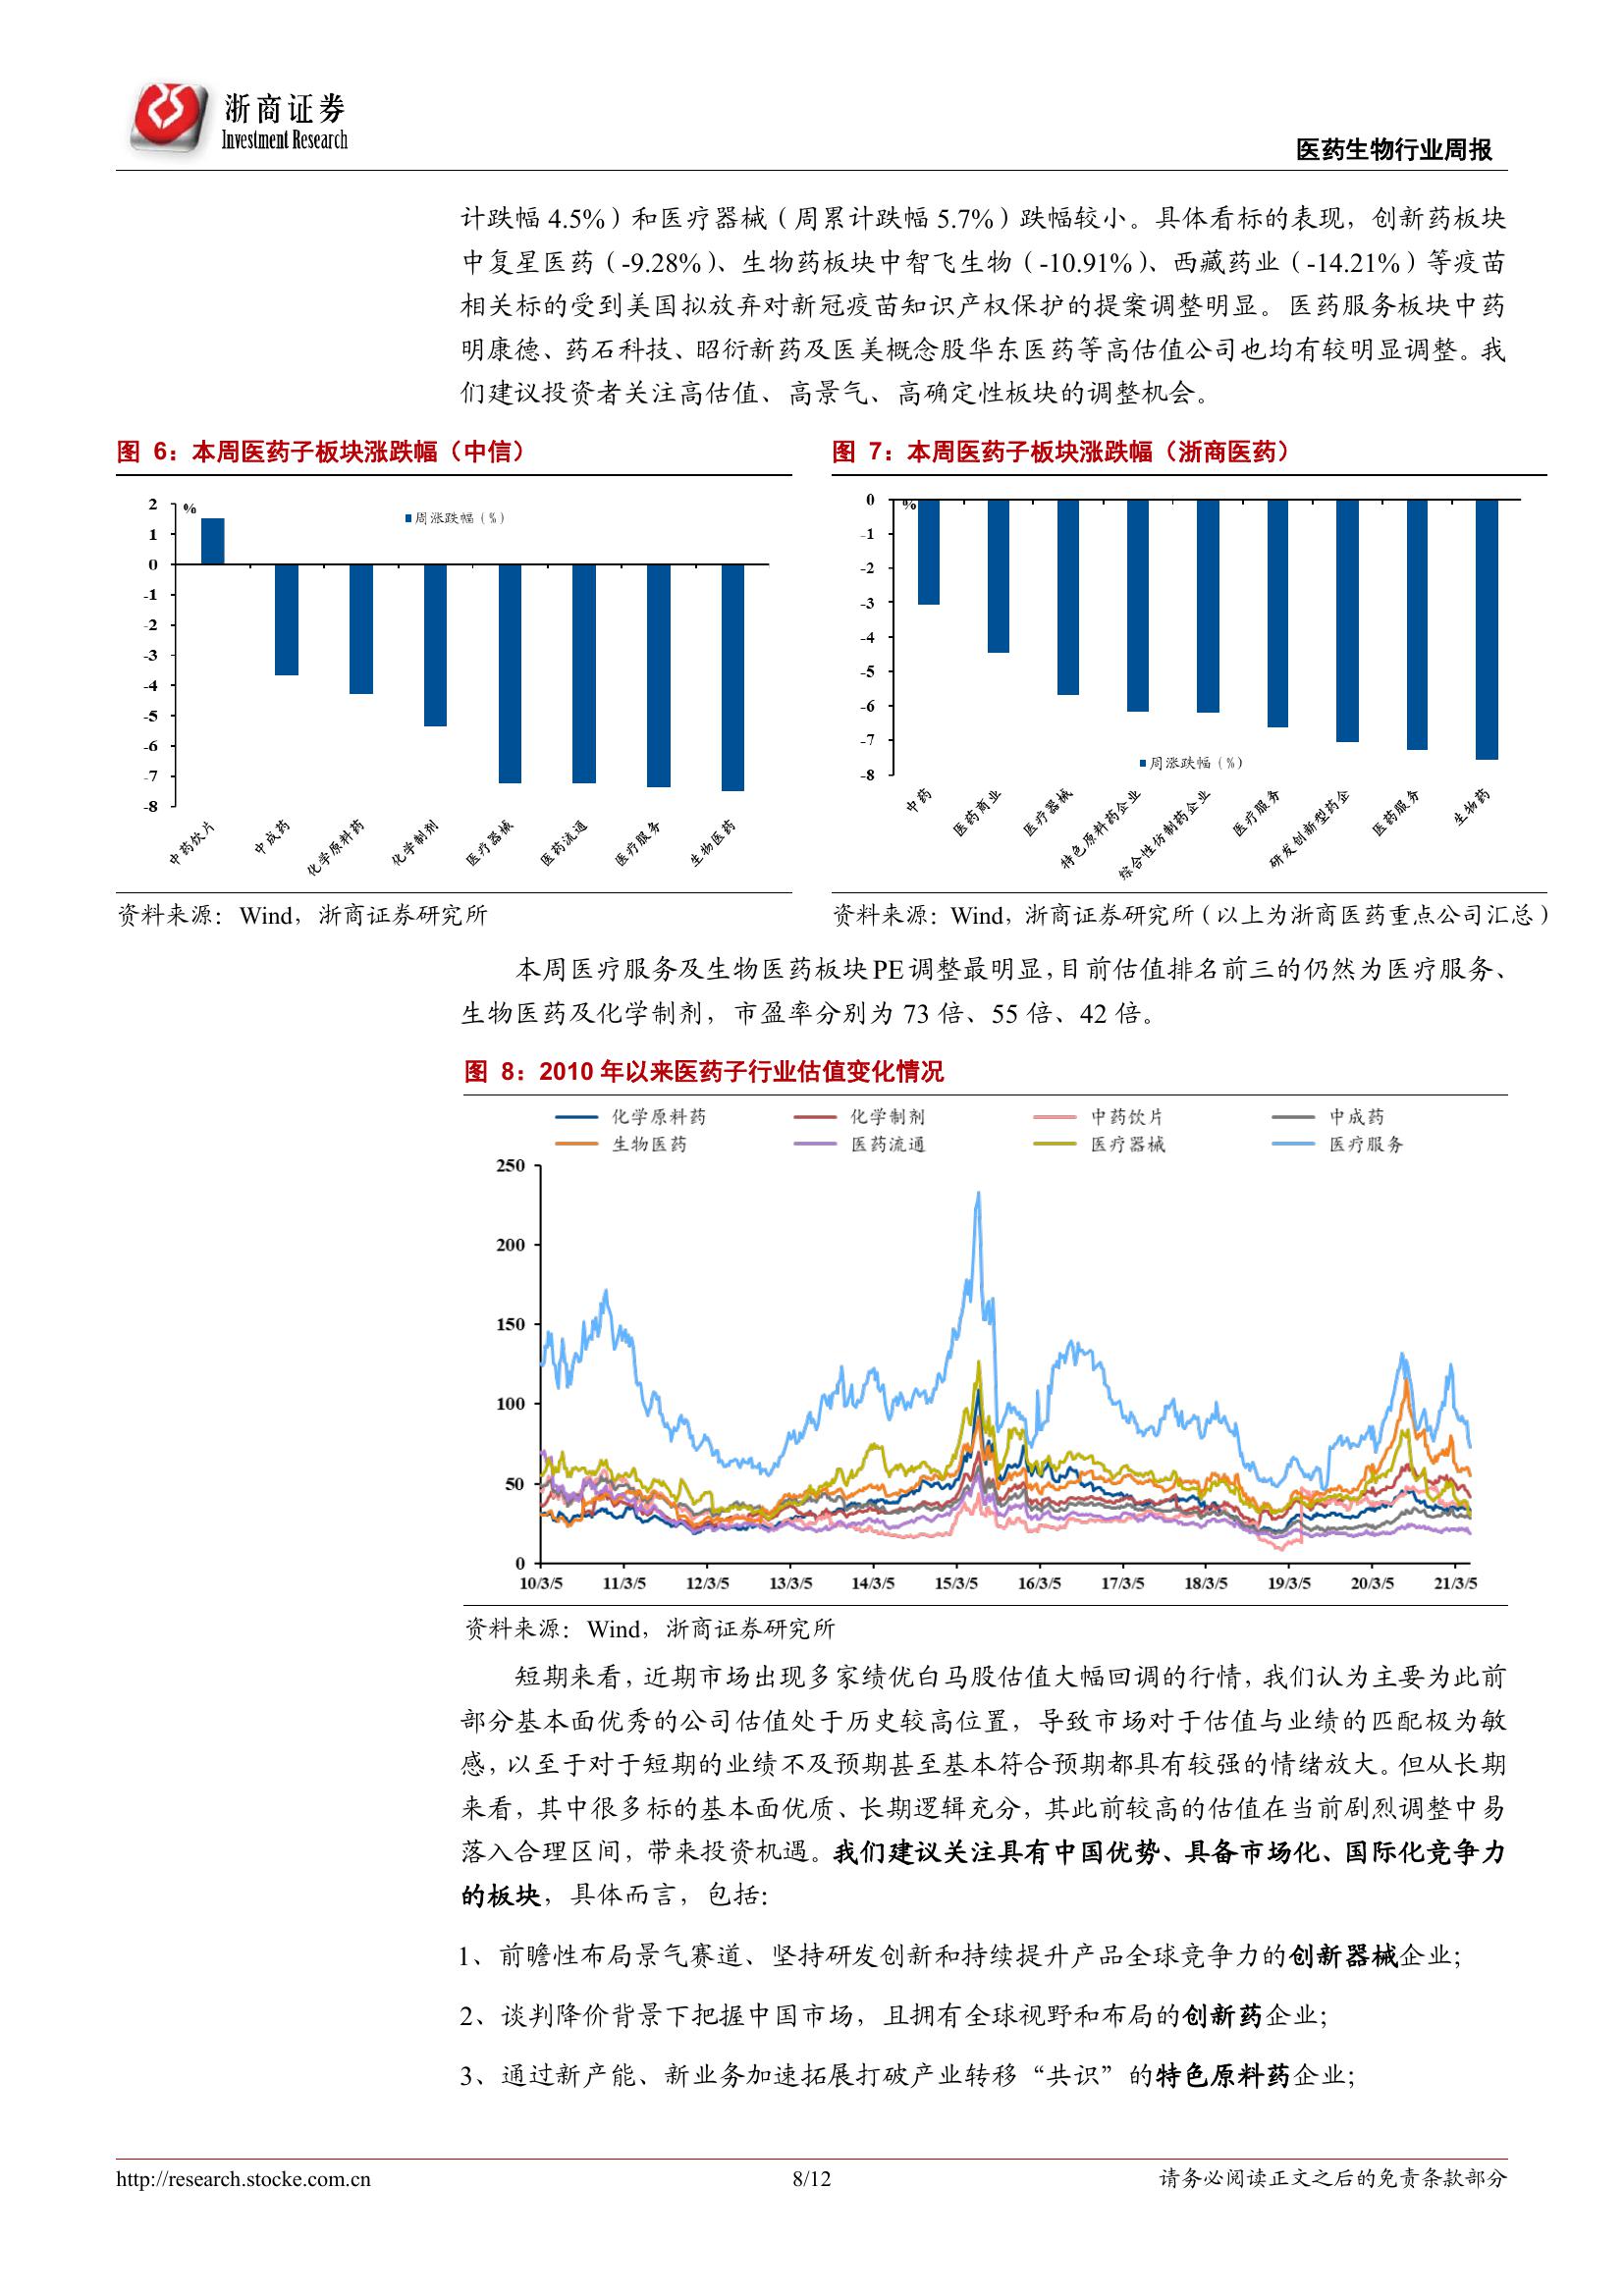 浙商证券
Investment Research
医药生物行业周报
计跌幅 4.5%）和医疗器械（周累计跌幅 5.7%）跌幅较小。具体看标的表现，创新药板块
中复星医药（-9.28%）、生物药板块中智飞生物（-10.91%）、西藏药业（-14.21%）等疫苗
相关标的受到美国拟放弃对新冠疫苗知识产权保护的提案调整明显。医药服务板块中药
明康德、药石科技、昭衍新药及医美概念股华东医药等高估值公司也均有较明显调整。我
们建议投资者关注高估值、高景气、高确定性板块的调整机会。
图 6：本周医药子板块涨跌幅（中信）
%
周涨跌幅（%）
2
1
0
-1
-2
-3
-4
-5
-6
-7
-8
中药饮片
中成药
化学原料药
化学制剂
医疗器械
医药流通
医疗服务
生物医药
资料来源： Wind，浙商证券研究所
图 7：本周医药子板块涨跌幅（浙商医药）
%
0
-1
-2
-3
-4
-5
-6
-7
-8
周涨跌幅（%）
中药
医药商业
医疗器械
特色原料药企业
综合性仿制药企业
医疗服务
研发创新型药企
医药服务
生物药
资料来源：Wind，浙商证券研究所（以上为浙商医药重点公司汇总）
本周医疗服务及生物医药板块 PE 调整最明显，目前估值排名前三的仍然为医疗服务、
生物医药及化学制剂，市盈率分别为 73 倍、55 倍、42 倍。
图 8：2010 年以来医药子行业估值变化情况
化学原料药 化学制剂 中药饮片 中成药
生物医药 医药流通 医疗器械 医疗服务
250
200
150
100
50
0
10/3/5 11/3/5 12/3/5 13/3/5 14/3/5 15/3/5 16/3/5 17/3/5 18/3/5 19/3/5 20/3/5 21/3/5
资料来源： Wind，浙商证券研究所
短期来看，近期市场出现多家绩优白马股估值大幅回调的行情，我们认为主要为此前
部分基本面优秀的公司估值处于历史较高位置，导致市场对于估值与业绩的匹配极为敏
感，以至于对于短期的业绩不及预期甚至基本符合预期都具有较强的情绪放大。但从长期
来看，其中很多标的基本面优质、长期逻辑充分，其此前较高的估值在当前剧烈调整中易
落入合理区间，带来投资机遇。我们建议关注具有中国优势、具备市场化、国际化竞争力
的板块，具体而言，包括：
1、前瞻性布局景气赛道、坚持研发创新和持续提升产品全球竞争力的创新器械企业；
2、谈判降价背景下把握中国市场，且拥有全球视野和布局的创新药企业；
3、通过新产能、新业务加速拓展打破产业转移“共识”的特色原料药企业；
http://research.stocke.com.cn
8/12
请务必阅读正文之后的免责条款部分